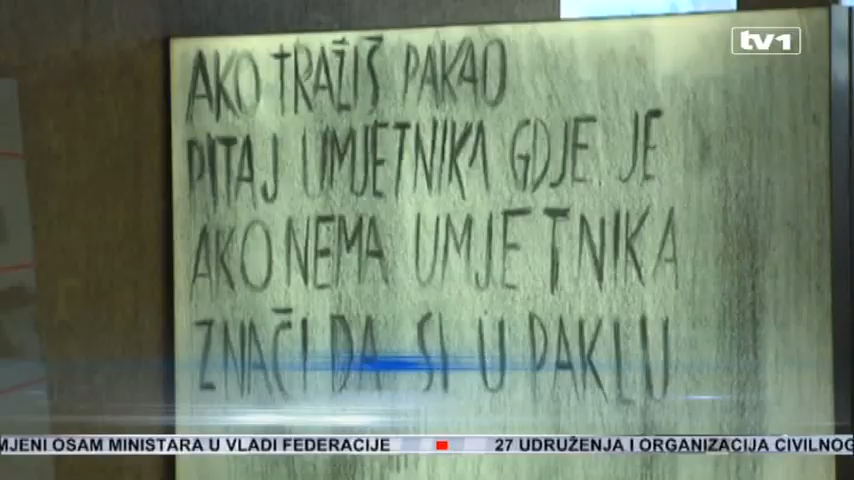 tv1
AKO TRAŽIŠ PAKAO
PITAJ UMJETNIKA GDJE JE
AKO NEMA UMJETNIKA
ZNAČI DA SI U PAKLU
MJENI OSAM MINISTARA U VLADI FEDERACIJE 27 UDRUŽENJA I ORGANIZACIJA CIVILNOG